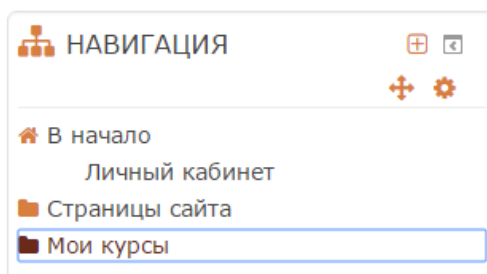 НАВИГАЦИЯ
В начало
Личный кабинет
Страницы сайта
Мои курсы